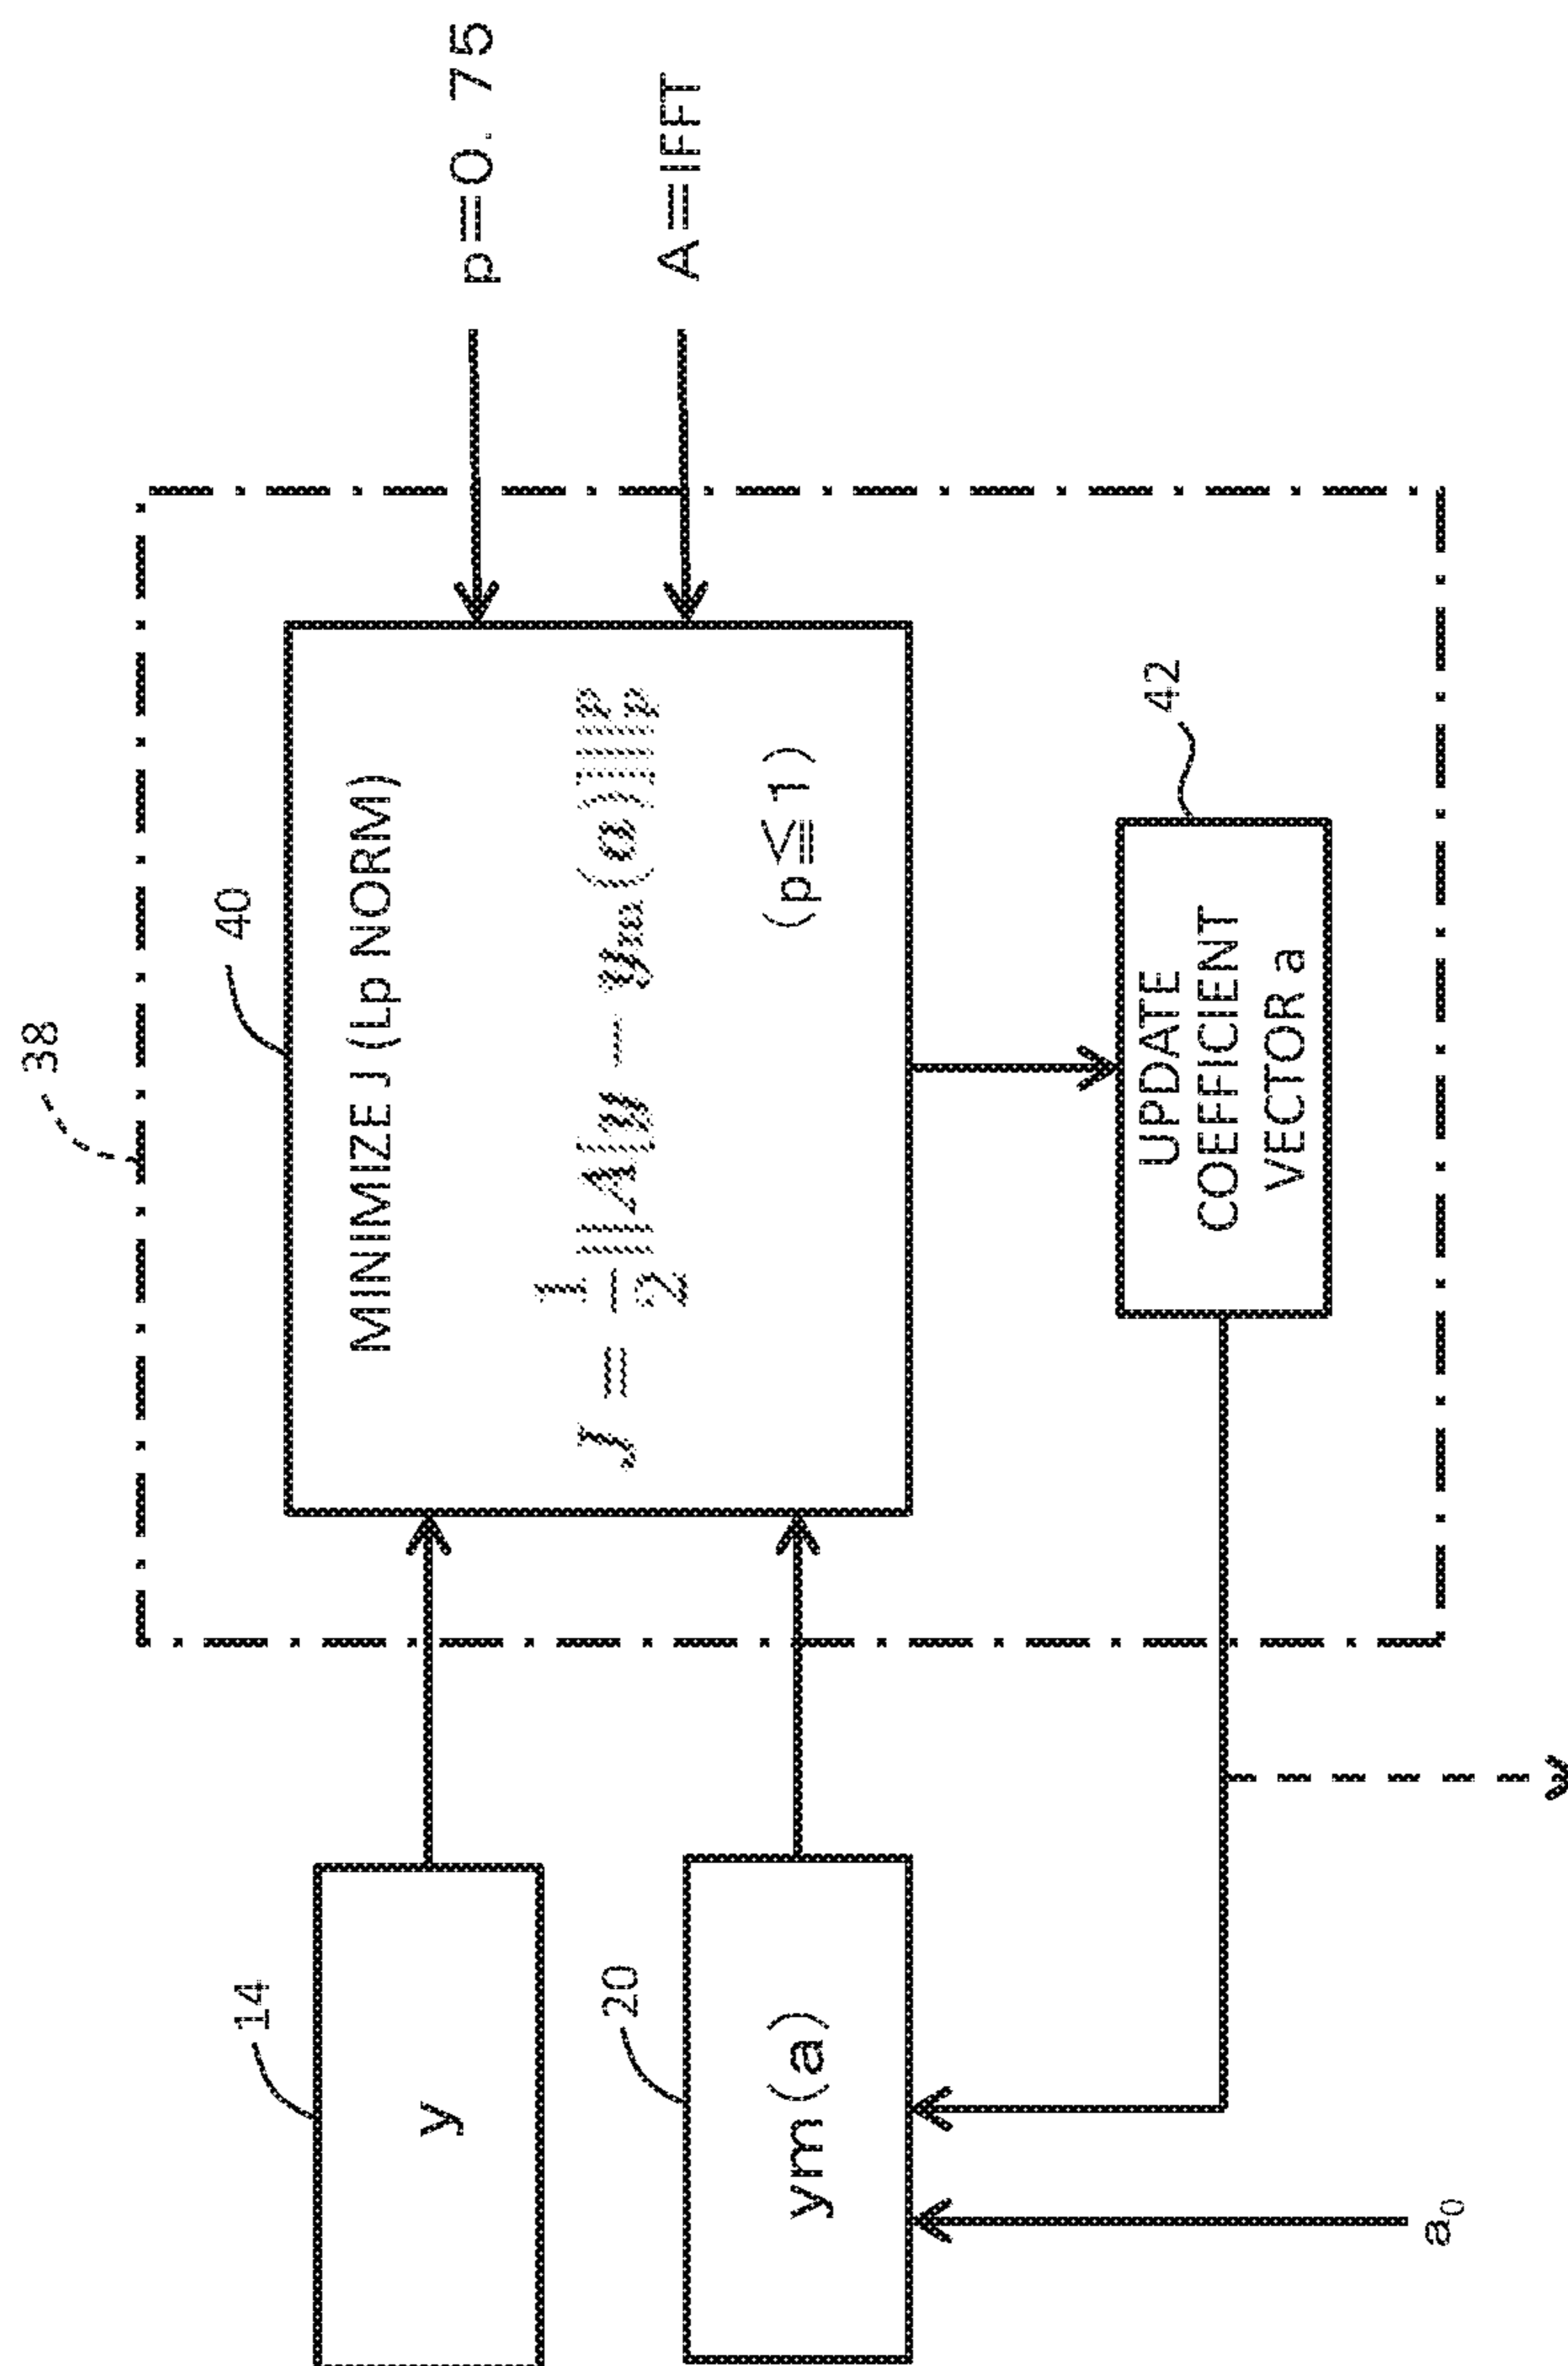 38
40
MINIMIZE J (Lp NORM)
J = 1/2 ||A[y − ym(a)]||p p
(p≦1)
p=0. 75
A=IFFT
14
y
20
ym(a)
42
UPDATE
COEFFICIENT
VECTOR a
a0